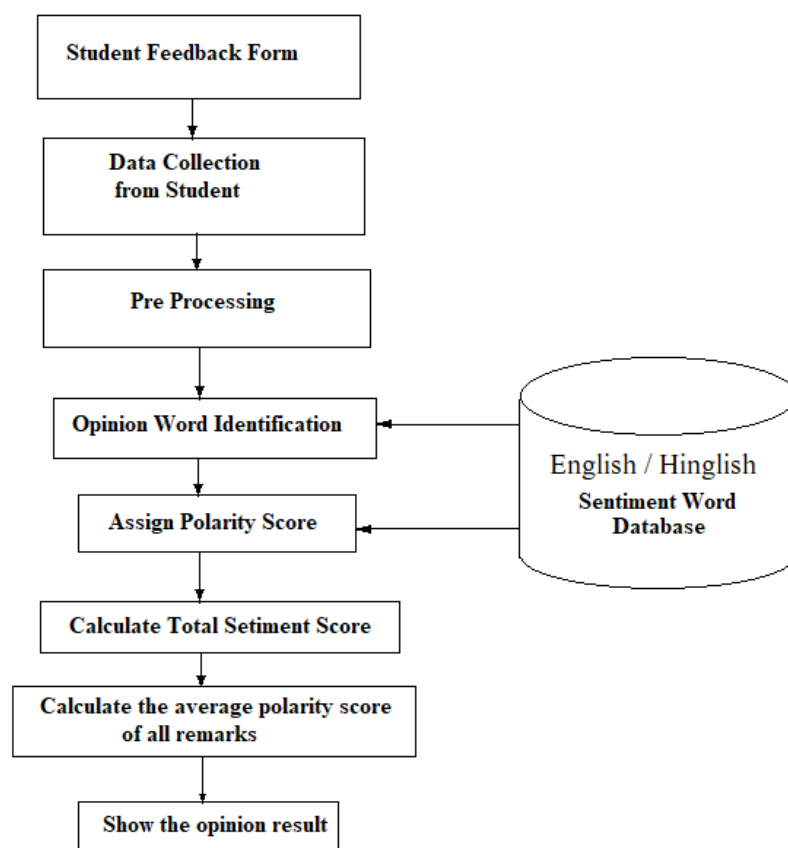 Student Feedback Form
Data Collection
from Student
Pre Processing
Opinion Word Identification
English / Hinglish
Sentiment Word
Database
Assign Polarity Score
Calculate Total Setiment Score
Calculate the average polarity score
of all remarks
Show the opinion result